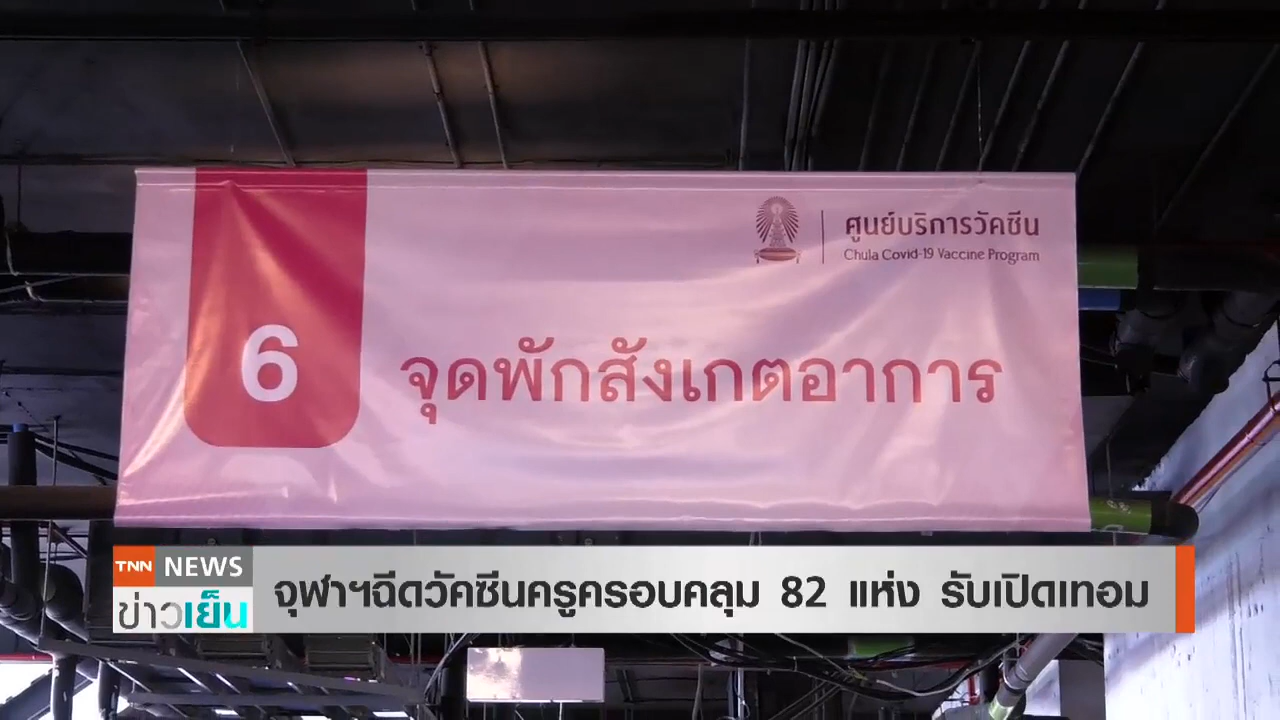 ศูนย์บริการวัคซีน
Chula Covid-19 Vaccine Program
6
จุดพักสังเกตอาการ
TNN NEWS
ข่าวเย็น
จุฬาฯฉีดวัคซีนครูครอบคลุม 82 แห่ง รับเปิดเทอม